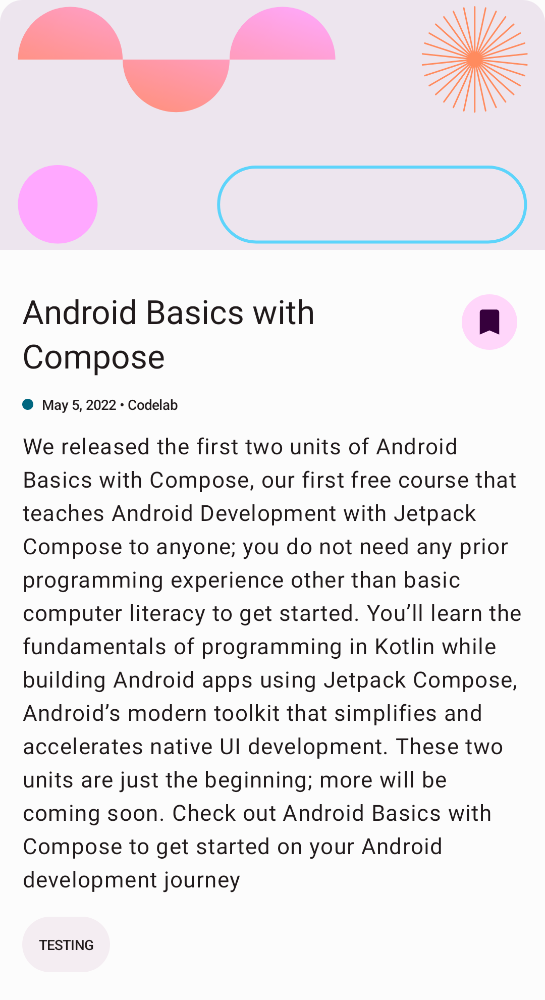 Android Basics with
Compose
May 5, 2022 • Codelab
We released the first two units of Android
Basics with Compose, our first free course that
teaches Android Development with Jetpack
Compose to anyone; you do not need any prior
programming experience other than basic
computer literacy to get started. You’ll learn the
fundamentals of programming in Kotlin while
building Android apps using Jetpack Compose,
Android’s modern toolkit that simplifies and
accelerates native UI development. These two
units are just the beginning; more will be
coming soon. Check out Android Basics with
Compose to get started on your Android
development journey
TESTING